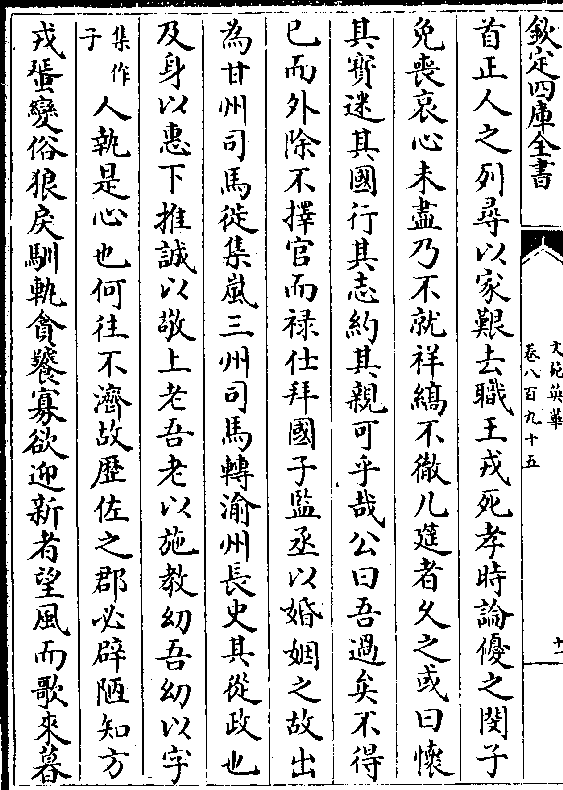 欽定四庫全書
文苑英華
卷八百九十五
十一
首正人之列尋以家艱去職王戎死孝時論優之閔子
免喪哀心未盡乃不就祥縞不徹几筵者久之或曰懷
其寶迷其國行其志約其親可乎哉公曰吾過矣不得
已而外除不擇官而禄仕拜國子監丞以婚姻之故出
為甘州司馬徙集嵐三州司馬轉渝州長史其從政也
及身以惠下推誠以敬上老吾老以施教幼吾幼以字
集作
子
人執是心也何往不濟故歴佐之郡必辟陋知方
戎蜑變俗狼戾馴軌貪饕寡欲迎新者望風而歌來暮